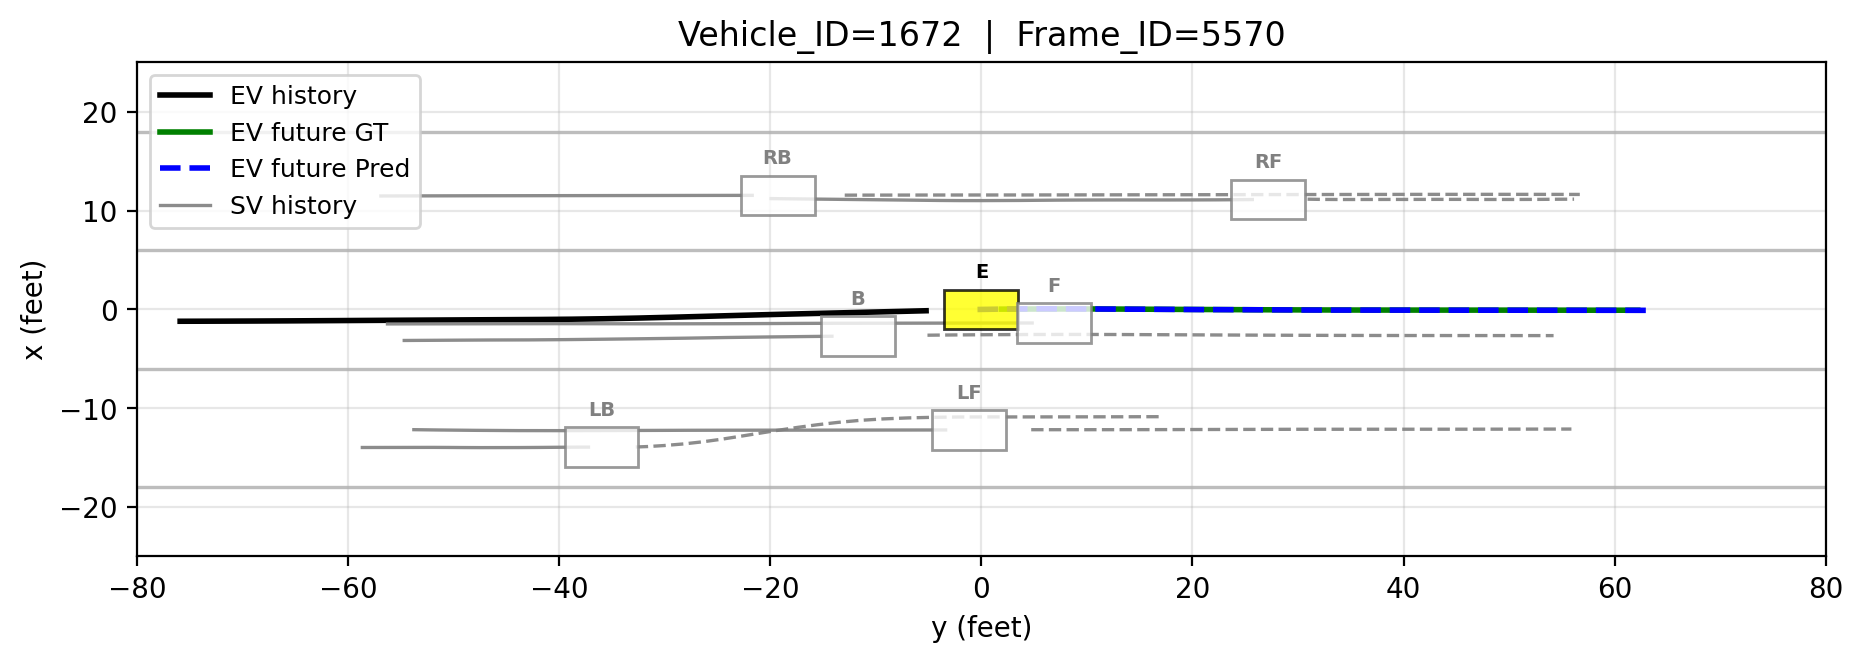 Vehicle_ID=1672 | Frame_ID=5570
EV history
EV future GT
EV future Pred
SV history
RB
RF
E
F
B
LF
LB
20
10
0
−10
−20
x (feet)
−80
−60
−40
−20
0
20
40
60
80
y (feet)